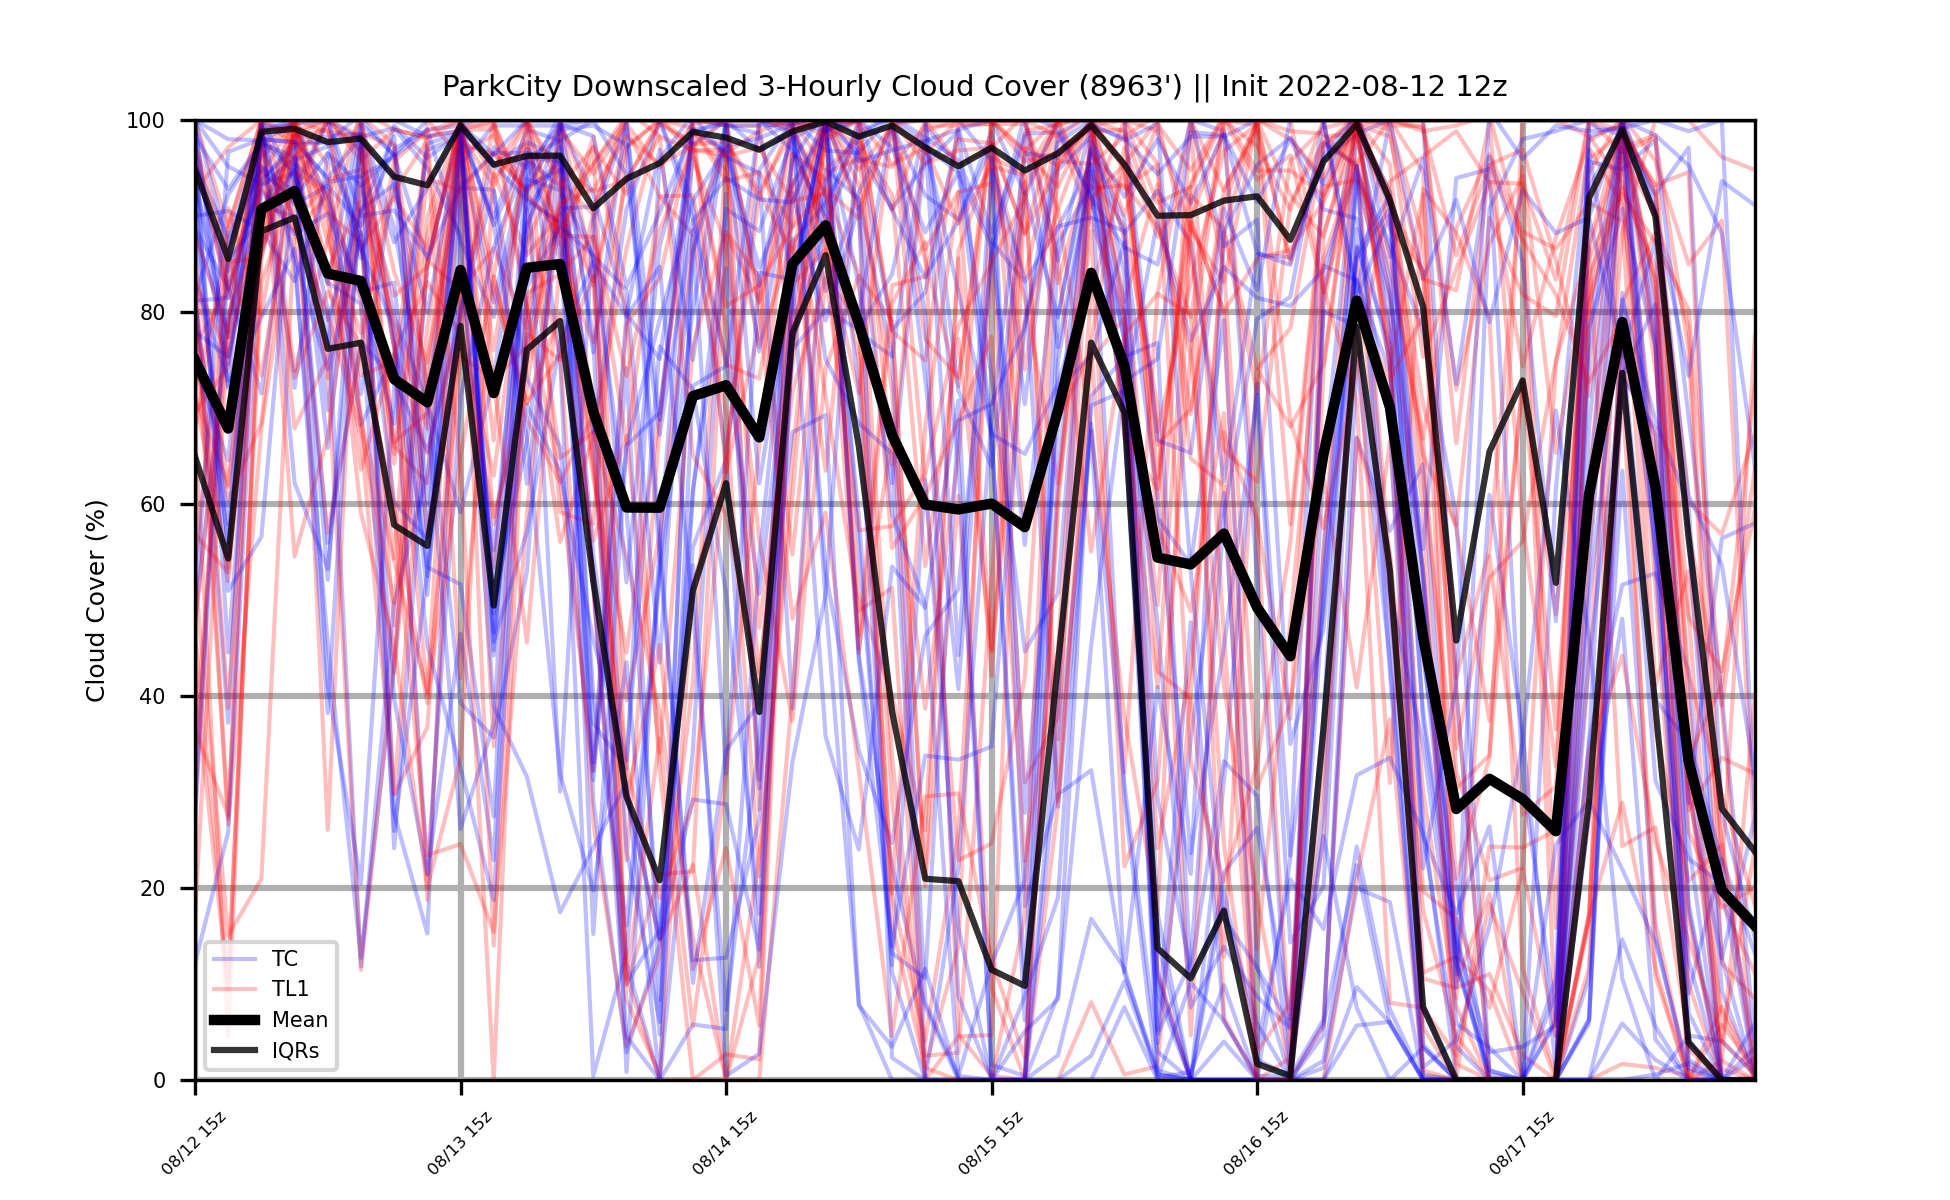 ParkCity Downscaled 3-Hourly Cloud Cover (8963') || Init 2022-08-12 12z
Cloud Cover (%)
100
80
60
40
20
0
TC
TL1
Mean
IQRs
08/12 15z
08/13 15z
08/14 15z
08/15 15z
08/16 15z
08/17 15z